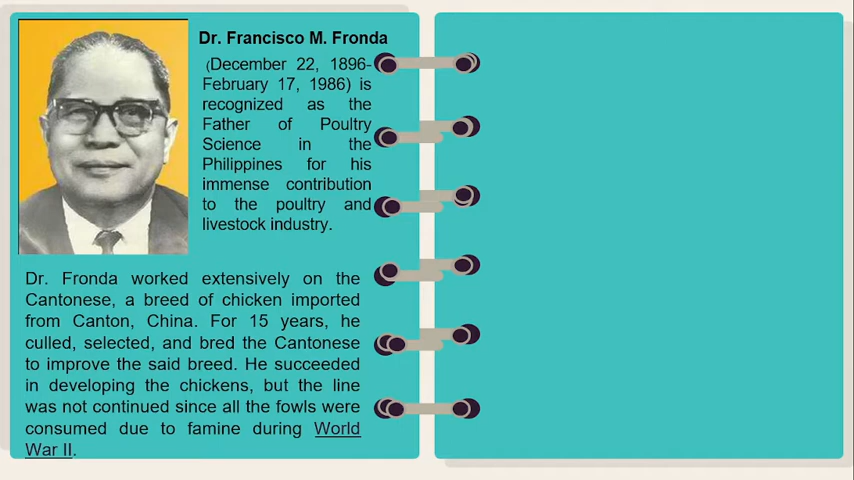 Dr. Francisco M. Fronda
(December 22, 1896-
February 17, 1986) is
recognized as the
Father of Poultry
Science in the
Philippines for his
immense contribution
to the poultry and
livestock industry.
Dr. Fronda worked extensively on the
Cantonese, a breed of chicken imported
from Canton, China. For 15 years, he
culled, selected, and bred the Cantonese
to improve the said breed. He succeeded
in developing the chickens, but the line
was not continued since all the fowls were
consumed due to famine during World
War II.